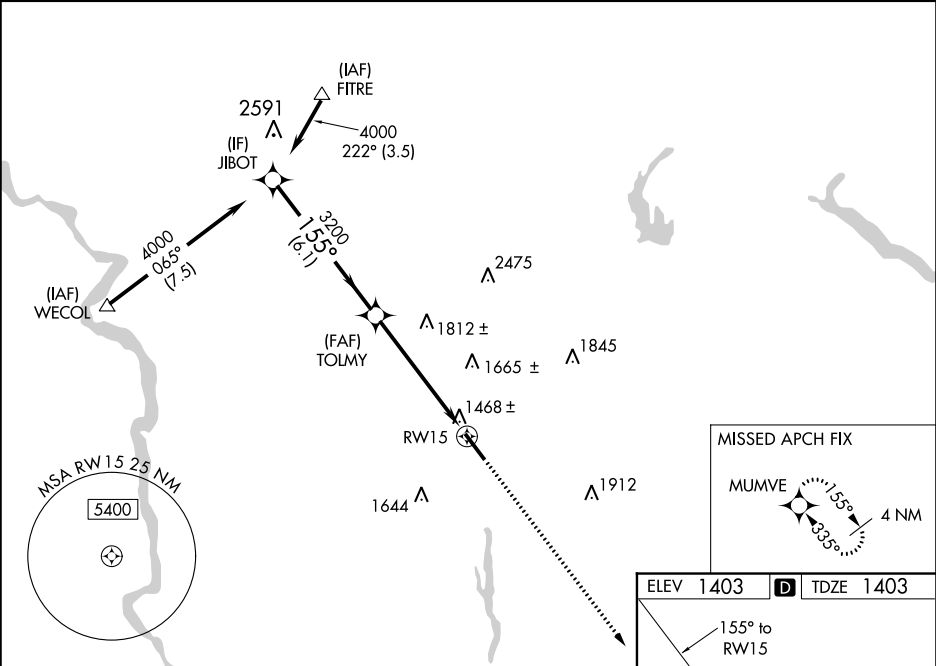 (IAF)
FITRE
2591
4000
222° (3.5)
(IF)
JIBOT
3200
155°
(6.1)
4000
065°
(7.5)
(IAF)
WECOL
2475
(FAF)
TOLMY
1812 ±
1665 ±
1845
1468 ±
RW15
MSA RW15 25 NM
5400
1644
1912
MISSED APCH FIX
MUMVE
155°
4 NM
335°
ELEV 1403 D TDZE 1403
155° to
RW15